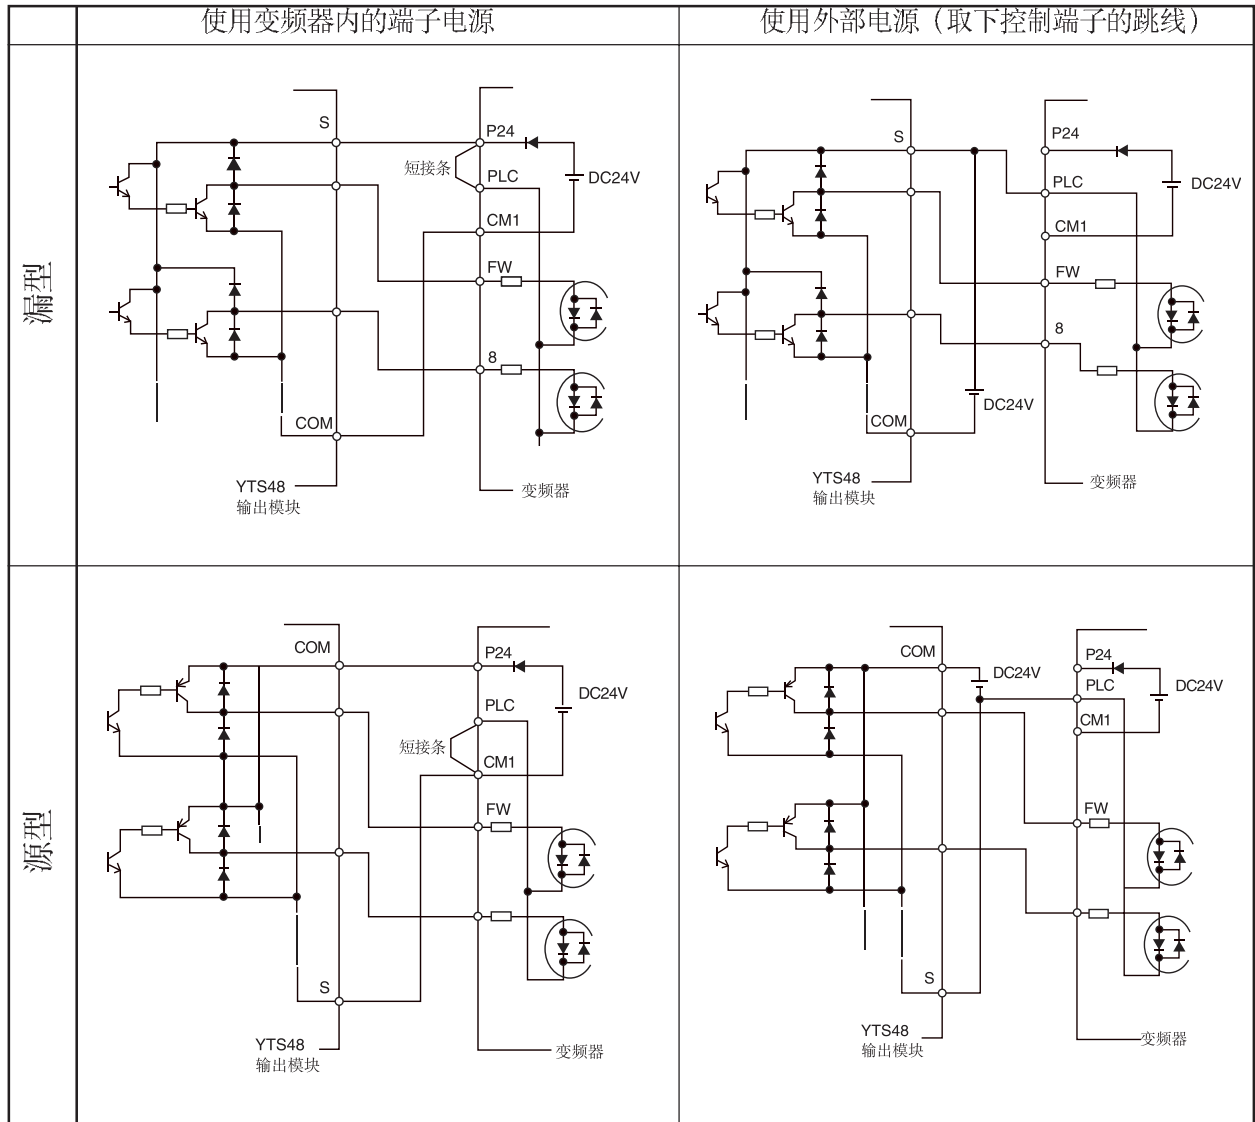 使用变频器内的端子电源
使用外部电源（取下控制端子的跳线）
漏型
S
P24
短接条
PLC
DC24V
CM1
FW
8
COM
YTS48
输出模块
变频器
S
P24
PLC
DC24V
CM1
FW
8
DC24V
COM
YTS48
输出模块
变频器
源型
COM
P24
DC24V
PLC
短接条
CM1
FW
S
YTS48
输出模块
变频器
COM
P24
DC24V
PLC
DC24V
CM1
FW
S
YTS48
输出模块
变频器